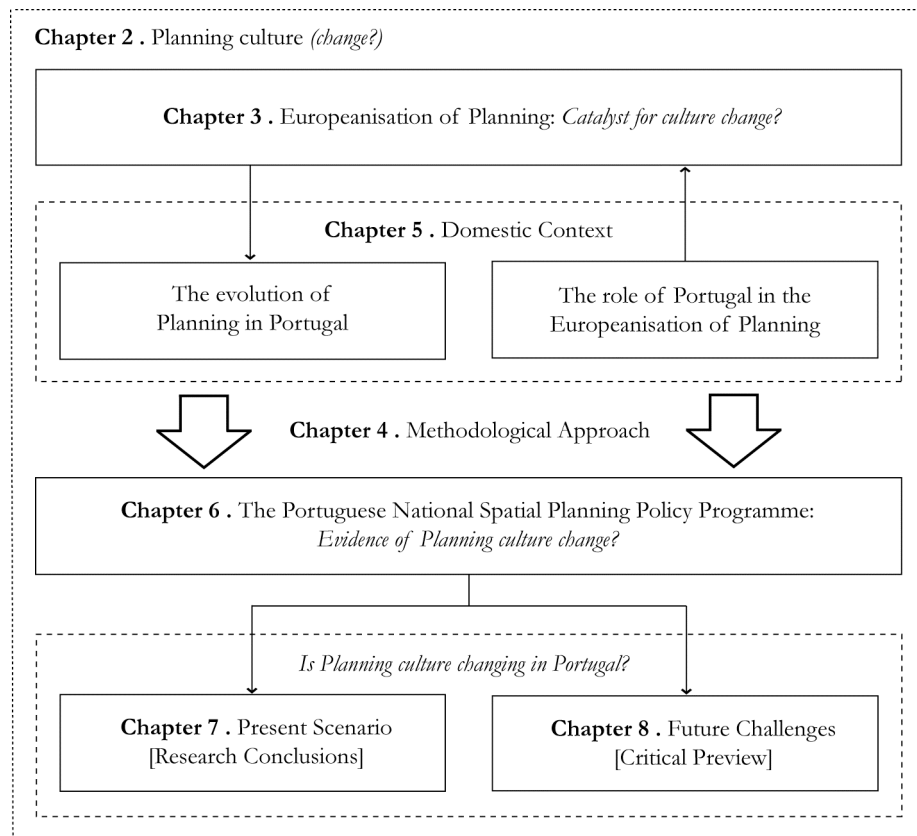 Chapter 2 . Planning culture (change?)
Chapter 3 . Europeanisation of Planning: Catalyst for culture change?
Chapter 5 . Domestic Context
The evolution of
Planning in Portugal
The role of Portugal in the
Europeanisation of Planning
Chapter 4 . Methodological Approach
Chapter 6 . The Portuguese National Spatial Planning Policy Programme:
Evidence of Planning culture change?
Is Planning culture changing in Portugal?
Chapter 7 . Present Scenario
[Research Conclusions]
Chapter 8 . Future Challenges
[Critical Preview]